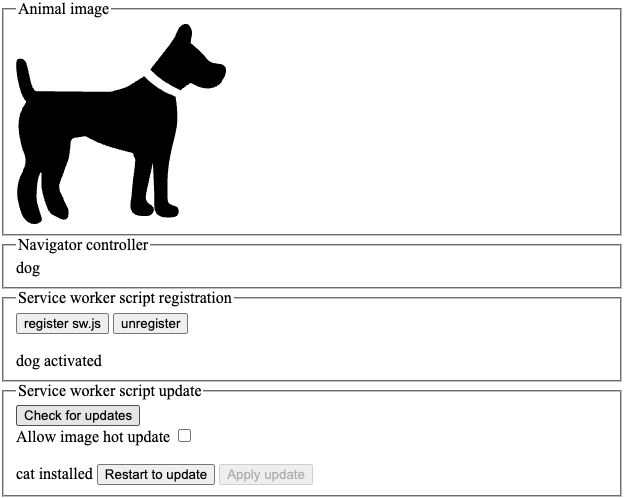 Animal image
Navigator controller
dog
Service worker script registration
register sw.js unregister
dog activated
Service worker script update
Check for updates
Allow image hot update
cat installed Restart to update Apply update